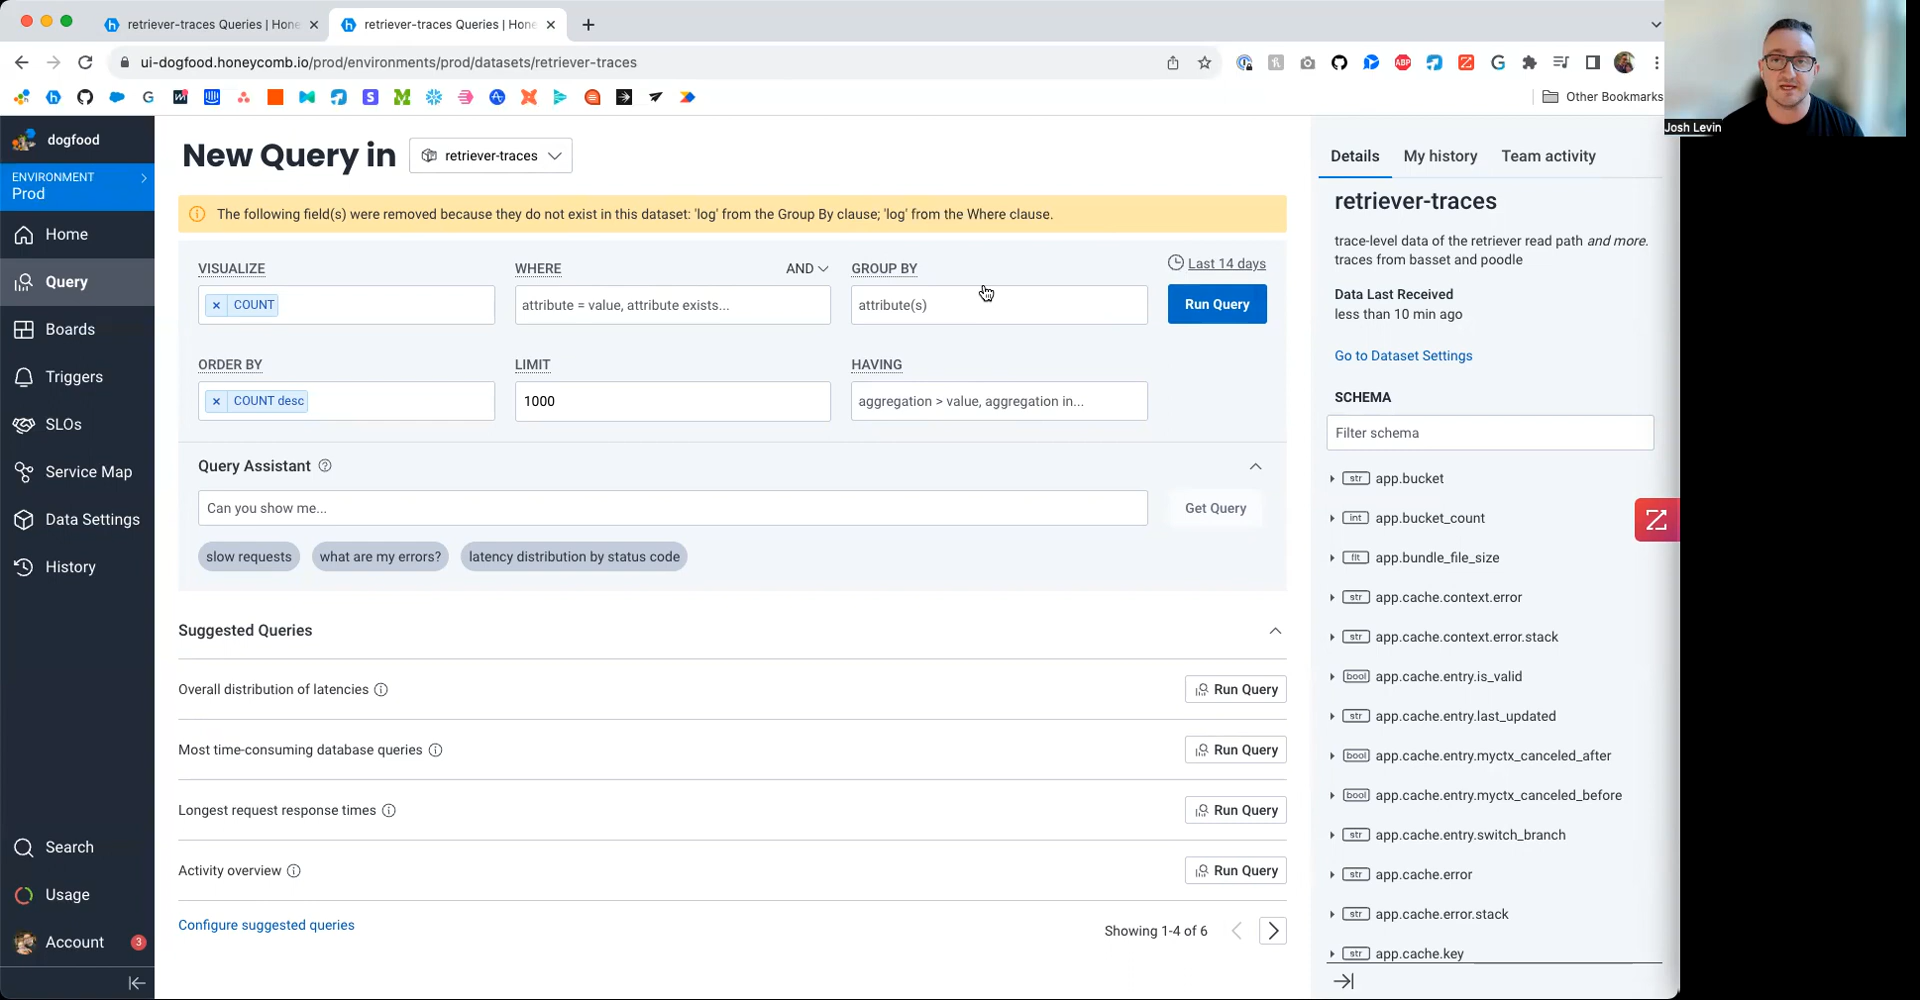 retriever-traces Queries | Hone
retriever-traces Queries | Hone
ui-dogfood.honeycomb.io/prod/environments/prod/datasets/retriever-traces
ABP
Other Bookmarks
Josh Levin
dogfood
ENVIRONMENT
Prod
Home
Query
Boards
Triggers
SLOs
Service Map
Data Settings
History
Search
Usage
Account 3
New Query in retriever-traces
The following field(s) were removed because they do not exist in this dataset: 'log' from the Group By clause; 'log' from the Where clause.
VISUALIZE WHERE AND GROUP BY Last 14 days
COUNT attribute = value, attribute exists... attribute(s) Run Query
ORDER BY LIMIT HAVING
COUNT desc 1000 aggregation > value, aggregation in...
Query Assistant
Can you show me... Get Query
slow requests what are my errors? latency distribution by status code
Suggested Queries
Overall distribution of latencies Run Query
Most time-consuming database queries Run Query
Longest request response times Run Query
Activity overview Run Query
Configure suggested queries Showing 1-4 of 6
Details My history Team activity
retriever-traces
trace-level data of the retriever read path and more.
traces from basset and poodle
Data Last Received
less than 10 min ago
Go to Dataset Settings
SCHEMA
Filter schema
str app.bucket
int app.bucket_count
flt app.bundle_file_size
str app.cache.context.error
str app.cache.context.error.stack
bool app.cache.entry.is_valid
str app.cache.entry.last_updated
bool app.cache.entry.myctx_canceled_after
bool app.cache.entry.myctx_canceled_before
str app.cache.entry.switch_branch
str app.cache.error
str app.cache.error.stack
str app.cache.key